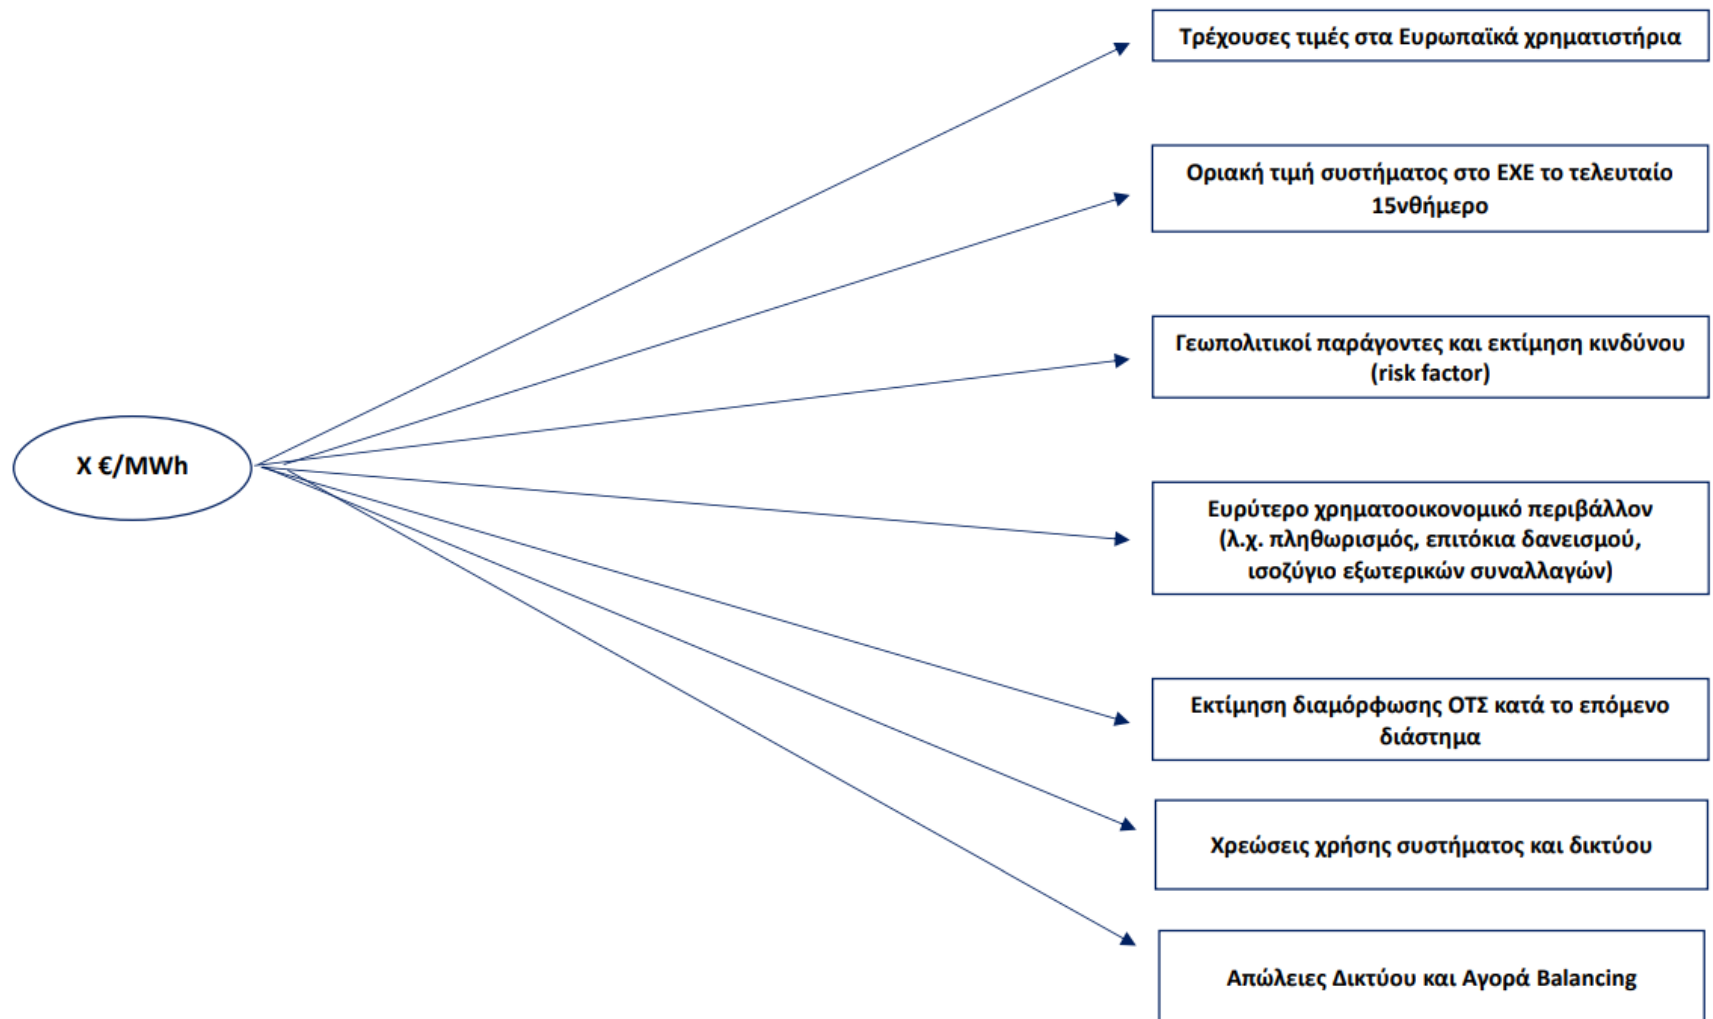 Τρέχουσες τιμές στα Ευρωπαϊκά χρηματιστήρια
Οριακή τιμή συστήματος στο ΕΧΕ το τελευταίο
15νθήμερο
Γεωπολιτικοί παράγοντες και εκτίμηση κινδύνου
(risk factor)
X €/MWh
Ευρύτερο χρηματοοικονομικό περιβάλλον
(λ.χ. πληθωρισμός, επιτόκια δανεισμού,
ισοζύγιο εξωτερικών συναλλαγών)
Εκτίμηση διαμόρφωσης ΟΤΣ κατά το επόμενο
διάστημα
Χρεώσεις χρήσης συστήματος και δικτύου
Απώλειες Δικτύου και Αγορά Balancing